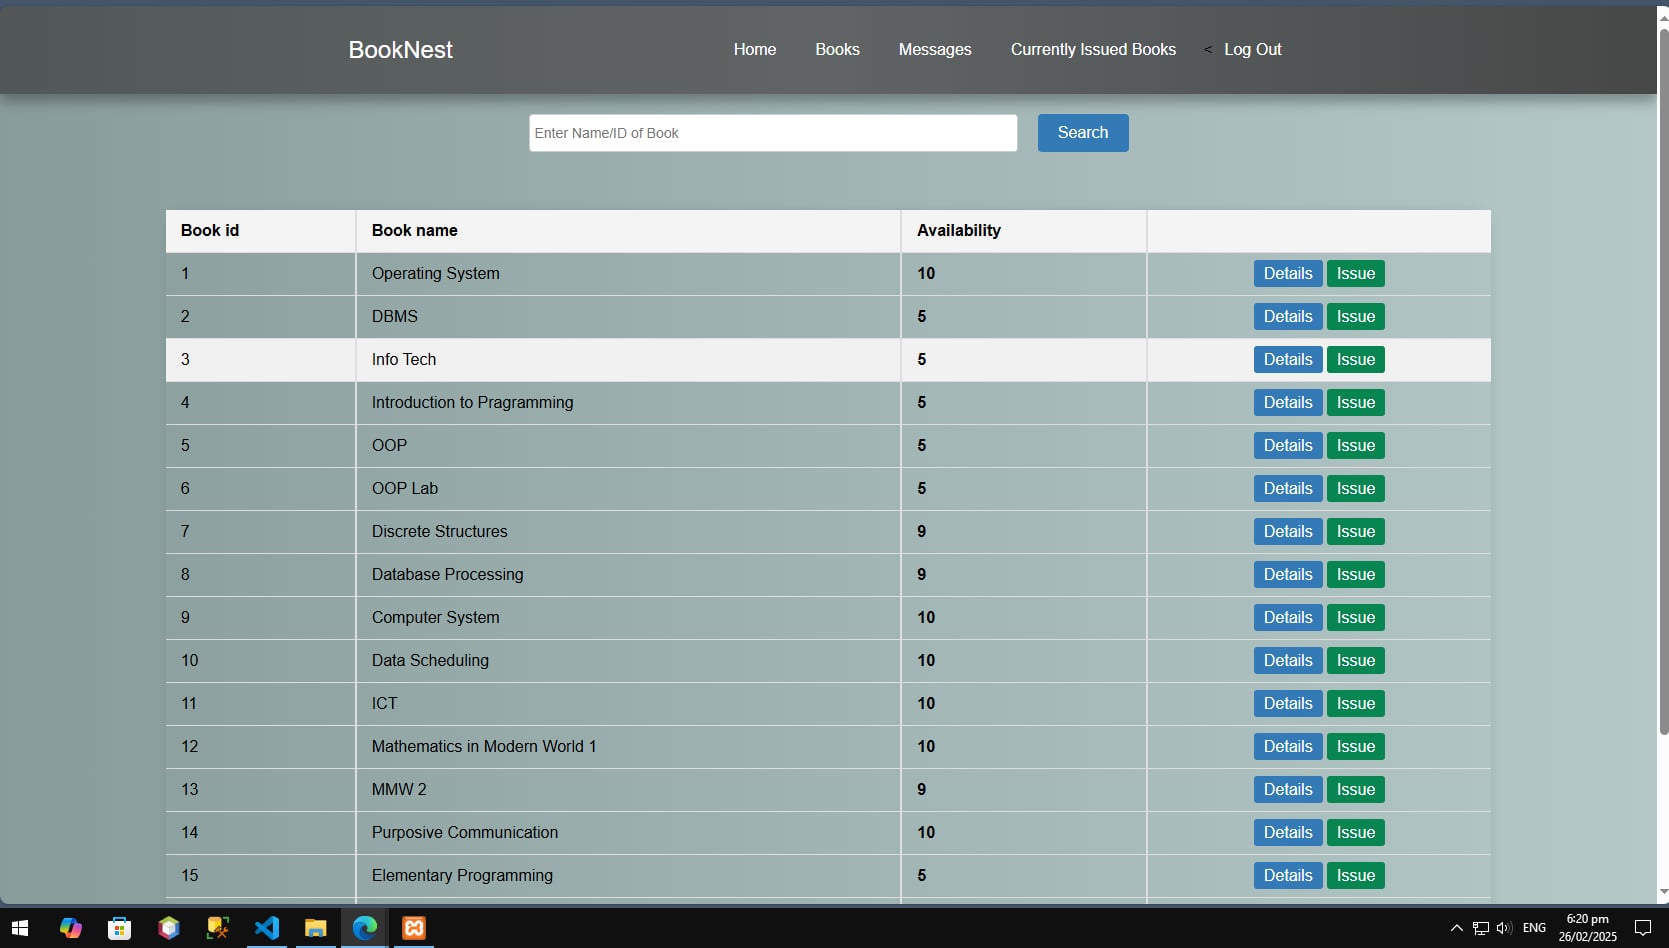 BookNest Home Books Messages Currently Issued Books < Log Out
Enter Name/ID of Book Search
Book id Book name Availability
1 Operating System 10 Details Issue
2 DBMS 5 Details Issue
3 Info Tech 5 Details Issue
4 Introduction to Pragramming 5 Details Issue
5 OOP 5 Details Issue
6 OOP Lab 5 Details Issue
7 Discrete Structures 9 Details Issue
8 Database Processing 9 Details Issue
9 Computer System 10 Details Issue
10 Data Scheduling 10 Details Issue
11 ICT 10 Details Issue
12 Mathematics in Modern World 1 10 Details Issue
13 MMW 2 9 Details Issue
14 Purposive Communication 10 Details Issue
15 Elementary Programming 5 Details Issue
ENG 6:20 pm
26/02/2025